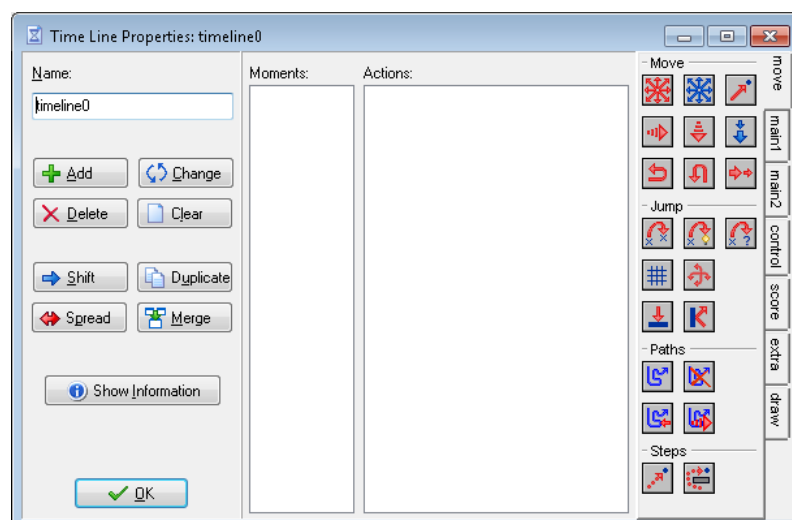 Time Line Properties: timeline0
Name:
timeline0
Add
Change
Delete
Clear
Shift
Duplicate
Spread
Merge
Show Information
OK
Moments:
Actions:
Move
Jump
Paths
Steps
move
main1
main2
control
score
extra
draw